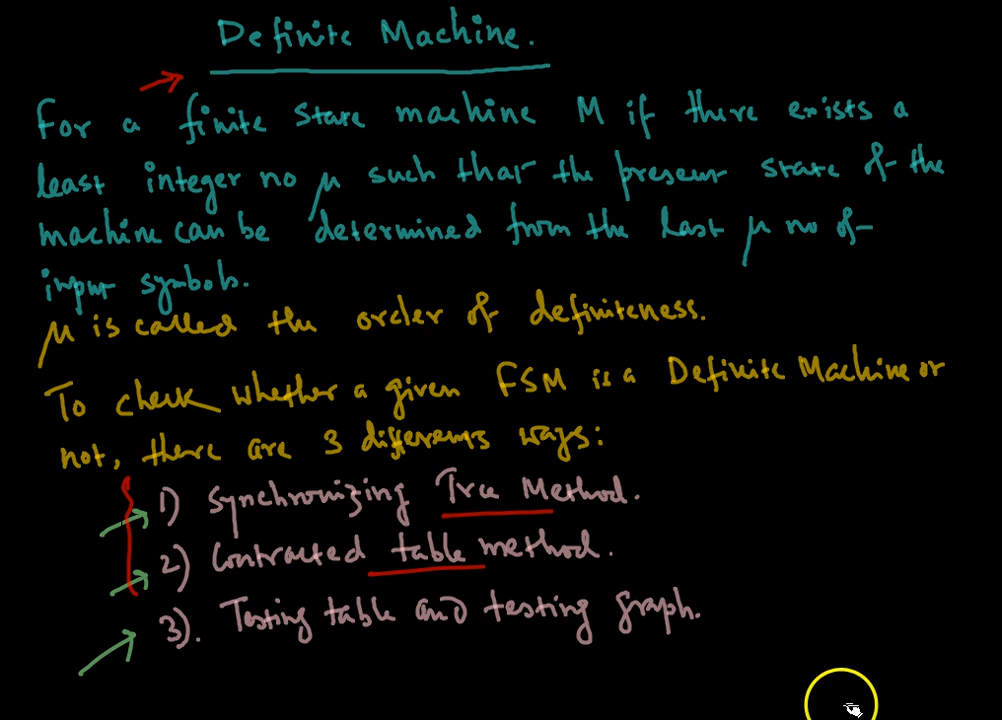 Definite Machine.
For a finite state machine M if there exists a
least integer no μ such that the present state of the
machine can be determined from the last μ no of
input symbols.
μ is called the order of definiteness.
To check whether a given FSM is a Definite Machine or
not, there are 3 different ways:
1) Synchronizing Tree Method.
2) Contracted table method.
3). Testing table and testing graph.